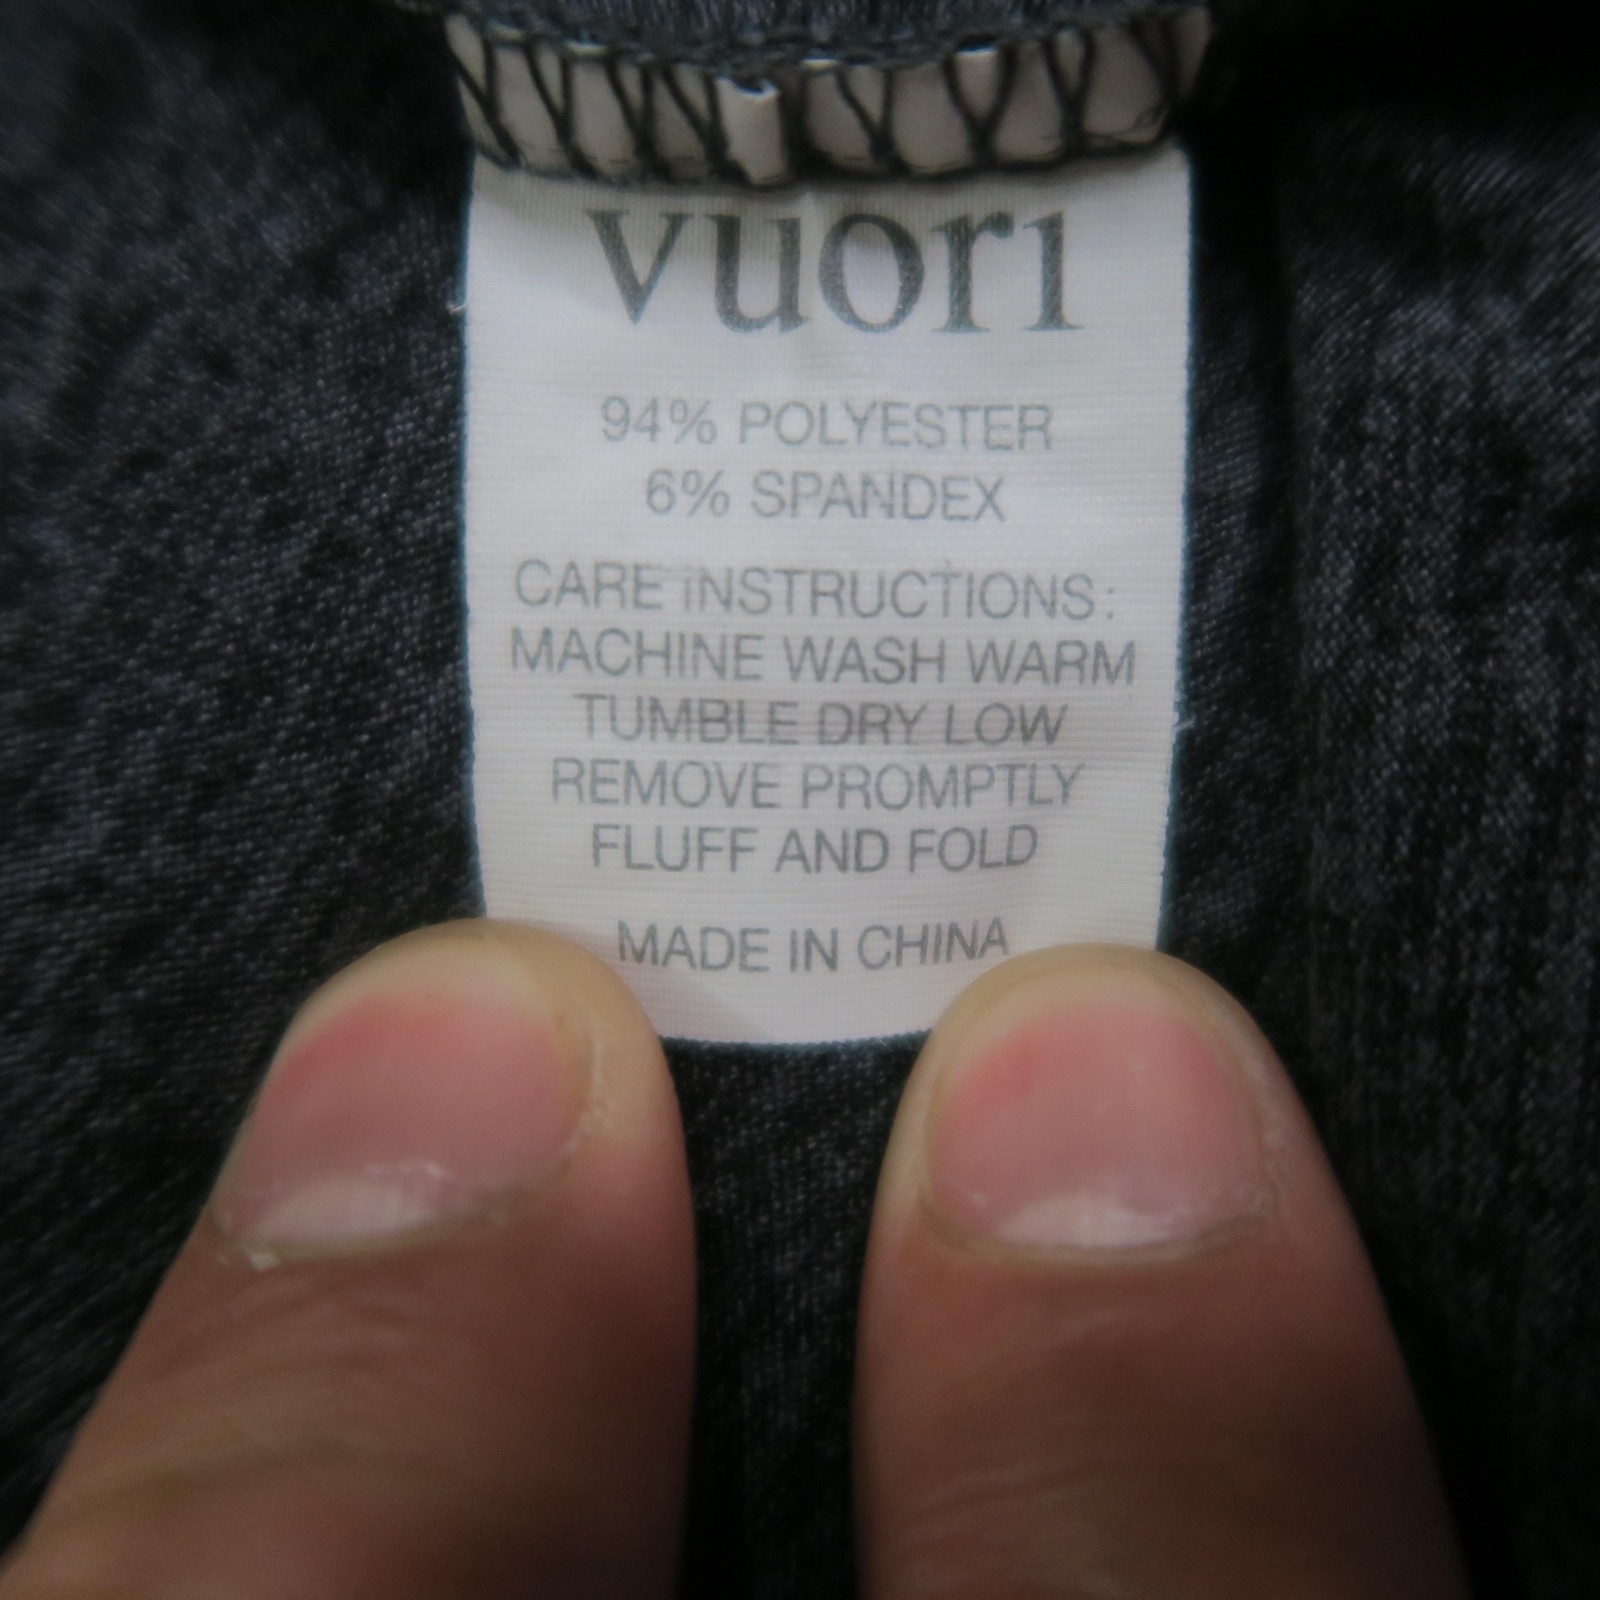 vuori
94% POLYESTER
6% SPANDEX
CARE INSTRUCTIONS:
MACHINE WASH WARM
TUMBLE DRY LOW
REMOVE PROMPTLY
FLUFF AND FOLD
MADE IN CHINA